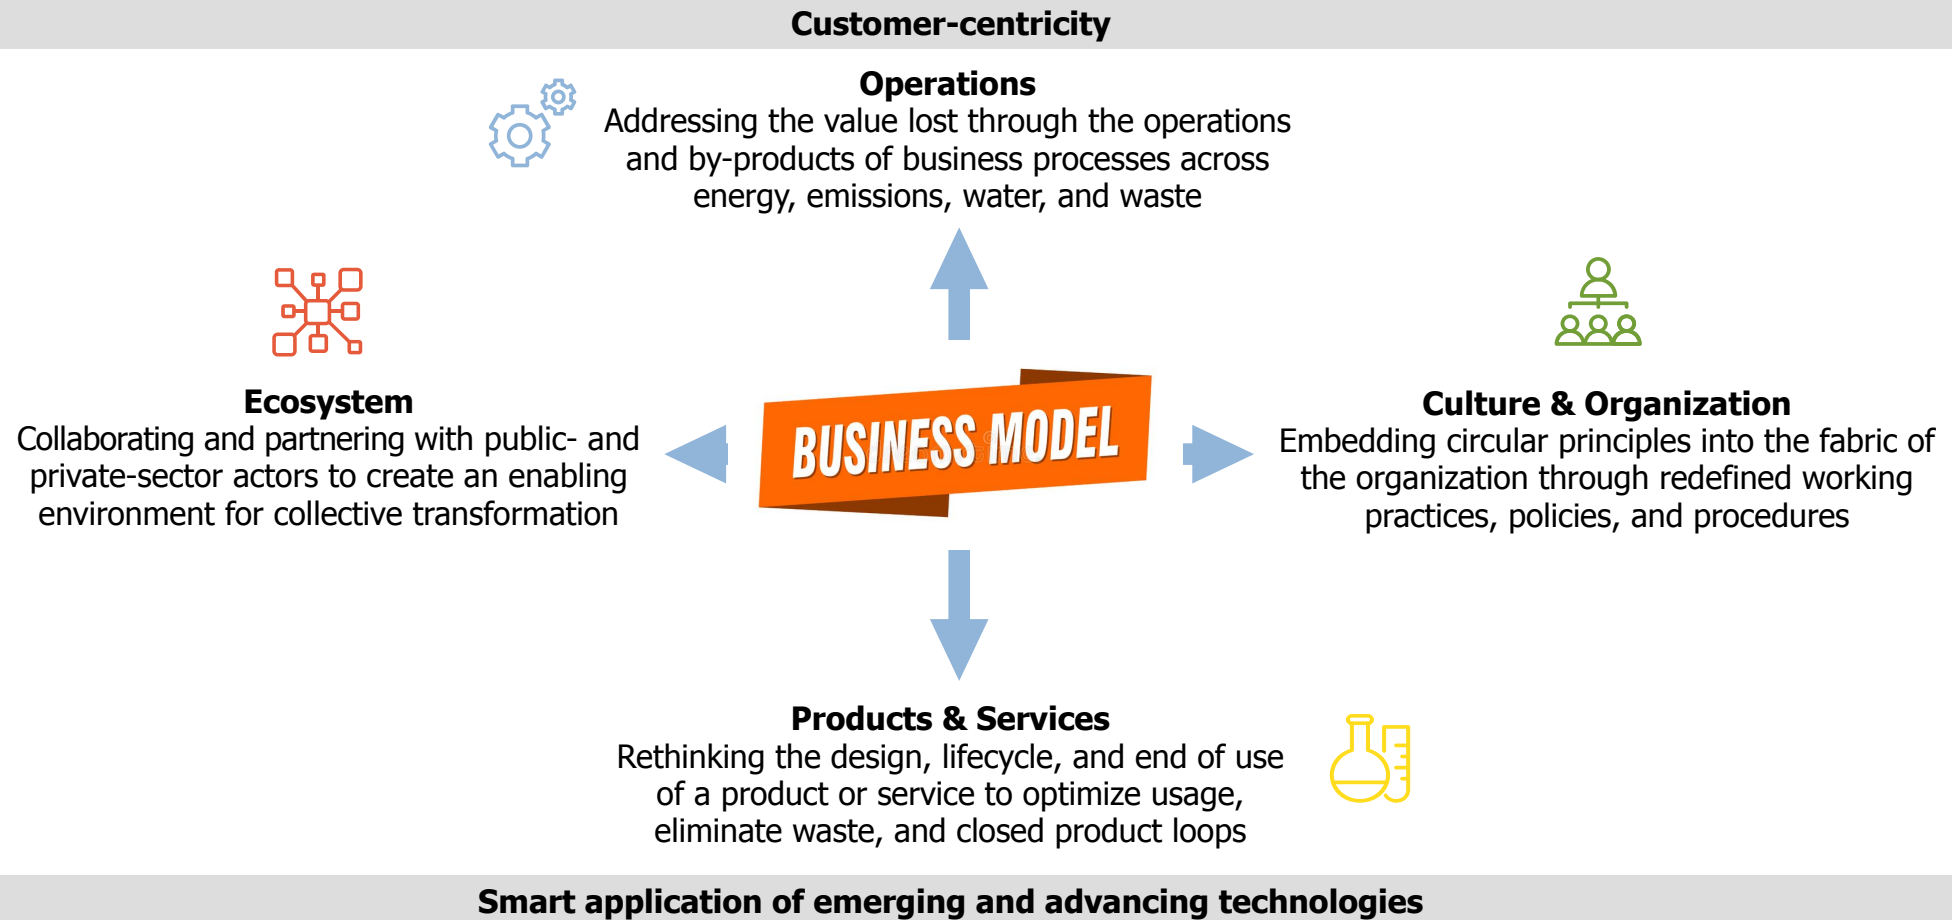 Customer-centricity
Operations
Addressing the value lost through the operations
and by-products of business processes across
energy, emissions, water, and waste
Ecosystem
Collaborating and partnering with public- and
private-sector actors to create an enabling
environment for collective transformation
BUSINESS MODEL
Culture & Organization
Embedding circular principles into the fabric of
the organization through redefined working
practices, policies, and procedures
Products & Services
Rethinking the design, lifecycle, and end of use
of a product or service to optimize usage,
eliminate waste, and closed product loops
Smart application of emerging and advancing technologies